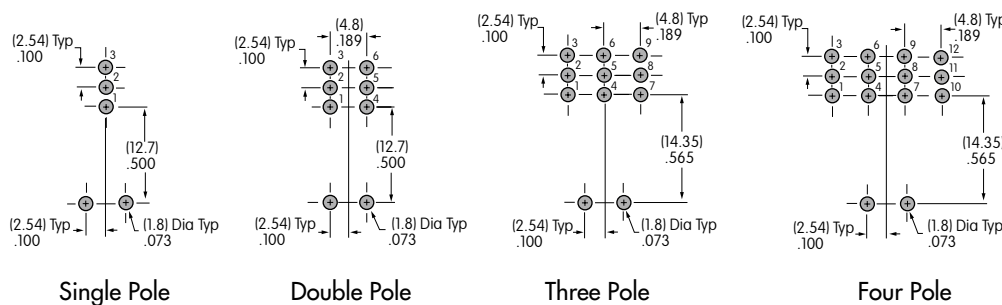 (2.54) Typ
.100
3
2
1
(12.7)
.500
(2.54) Typ
.100
(1.8) Dia Typ
.073
Single Pole
(4.8)
.189
(2.54) Typ
.100
3 6
2 5
1 4
(12.7)
.500
(2.54) Typ
.100
(1.8) Dia Typ
.073
Double Pole
(2.54) Typ
.100
(4.8)
.189
3 6 9
2 5 8
1 4 7
(14.35)
.565
(2.54) Typ
.100
(1.8) Dia Typ
.073
Three Pole
(2.54) Typ
.100
(4.8)
.189
3 6 9 12
2 5 8 11
1 4 7 10
(14.35)
.565
(2.54) Typ
.100
(1.8) Dia Typ
.073
Four Pole